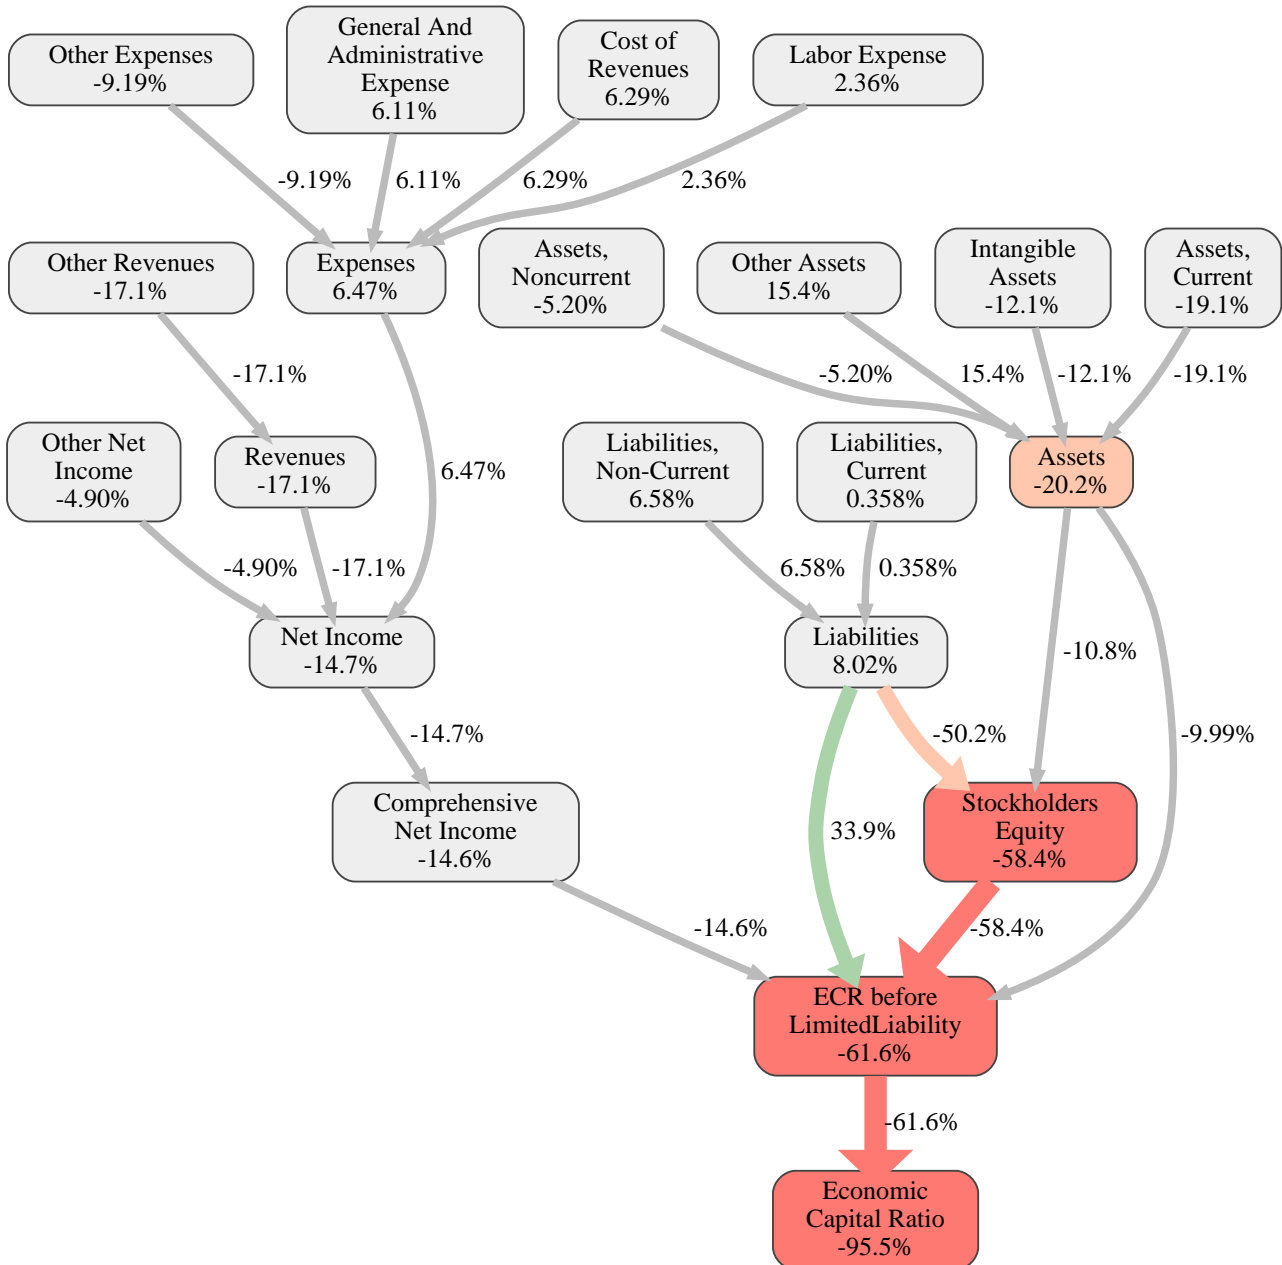 Other Expenses
-9.19%
General And
Administrative
Expense
6.11%
Cost of
Revenues
6.29%
Labor Expense
2.36%
-9.19%
6.11%
6.29%
2.36%
Other Revenues
-17.1%
Expenses
6.47%
Assets,
Noncurrent
-5.20%
Other Assets
15.4%
Intangible
Assets
-12.1%
Assets,
Current
-19.1%
-17.1%
-5.20%
15.4%
-12.1%
-19.1%
Other Net
Income
-4.90%
Revenues
-17.1%
6.47%
Liabilities,
Non-Current
6.58%
Liabilities,
Current
0.358%
Assets
-20.2%
-4.90%
-17.1%
6.58%
0.358%
Net Income
-14.7%
Liabilities
8.02%
-10.8%
-14.7%
-50.2%
-9.99%
Comprehensive
Net Income
-14.6%
33.9%
Stockholders
Equity
-58.4%
-14.6%
-58.4%
ECR before
LimitedLiability
-61.6%
-61.6%
Economic
Capital Ratio
-95.5%